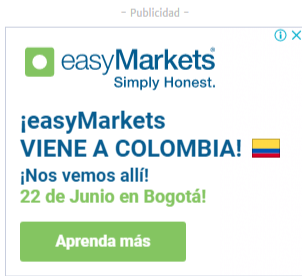 – Publicidad –
easyMarkets
Simply Honest.
¡easyMarkets
VIENE A COLOMBIA!
¡Nos vemos allí!
22 de Junio en Bogotá!
Aprenda más